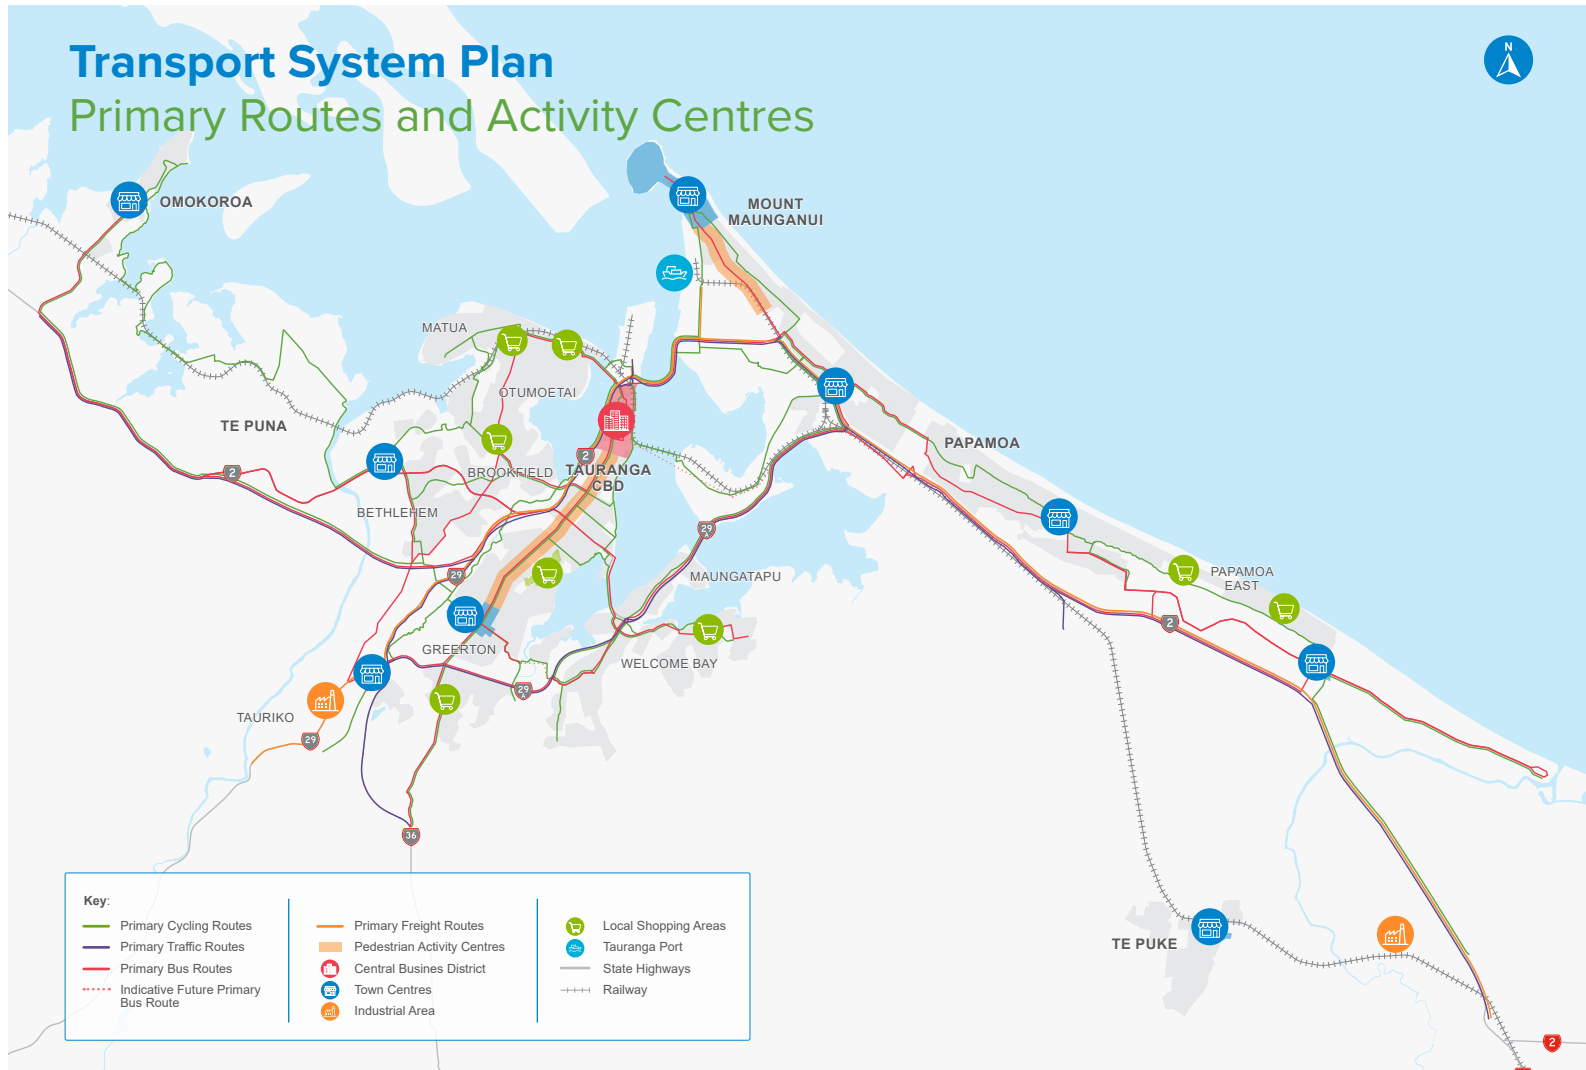 Transport System Plan
Primary Routes and Activity Centres
N
OMOKOROA
MOUNT
MAUNGANUI
MATUA
OTUMOETAI
TE PUNA
PAPAMOA
2
2
BROOKFIELD
TAURANGA
CBD
BETHLEHEM
29
A
29
MAUNGATAPU
PAPAMOA
EAST
2
GREERTON
WELCOME BAY
29
A
TAURIKO
29
36
TE PUKE
2
Key:
Primary Cycling Routes
Primary Traffic Routes
Primary Bus Routes
Indicative Future Primary
Bus Route
Primary Freight Routes
Pedestrian Activity Centres
Central Busines District
Town Centres
Industrial Area
Local Shopping Areas
Tauranga Port
State Highways
Railway